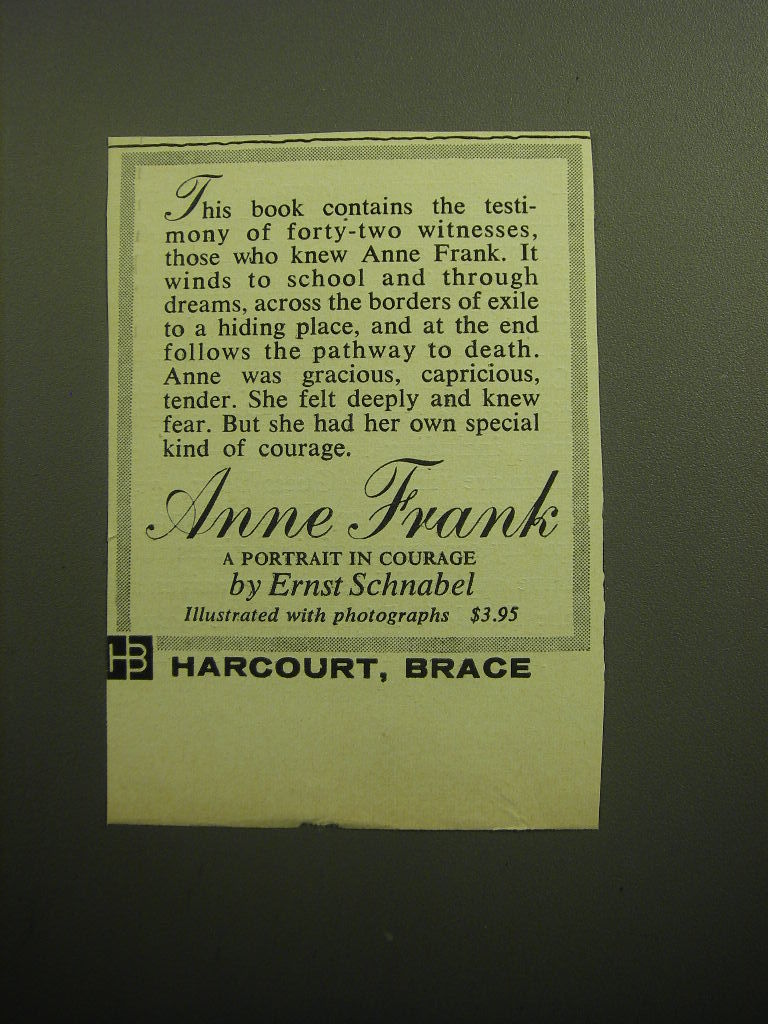 This book contains the testi-
mony of forty-two witnesses,
those who knew Anne Frank. It
winds to school and through
dreams, across the borders of exile
to a hiding place, and at the end
follows the pathway to death.
Anne was gracious, capricious,
tender. She felt deeply and knew
fear. But she had her own special
kind of courage.
Anne Frank
A PORTRAIT IN COURAGE
by Ernst Schnabel
Illustrated with photographs $3.95
HB HARCOURT, BRACE